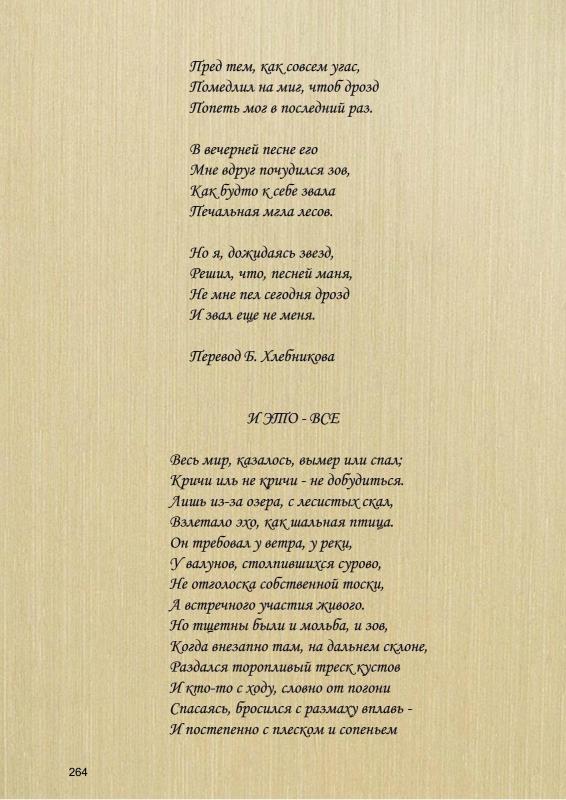 Пред тем, как совсем угас,
Помедлил на миг, чтоб дрозд
Попеть мог в последний раз.
В вечерней песне его
Мне вдруг почудился зов,
Как будто к себе звала
Печальная мгла лесов.
Но я, дожидаясь звезд,
Решил, что, песней маня,
Не мне пел сегодня дрозд
И звал еще не меня.
Перевод Б. Хлебникова
И ЭТО - ВСЕ
Весь мир, казалось, вымер или спал;
Кричи иль не кричи - не добудиться.
Лишь из-за озера, с лесистых скал,
Взлетало эхо, как шальная птица.
Он требовал у ветра, у реки,
У валунов, столпившихся сурово,
Не отголоска собственной тоски,
А встречного участия живого.
Но тщетны были и мольба, и зов,
Когда внезапно там, на дальнем склоне,
Раздался торопливый треск кустов
И кто-то с ходу, словно от погони
Спасаясь, бросился с размаху вплавь -
И постепенно с плеском и сопеньем
264